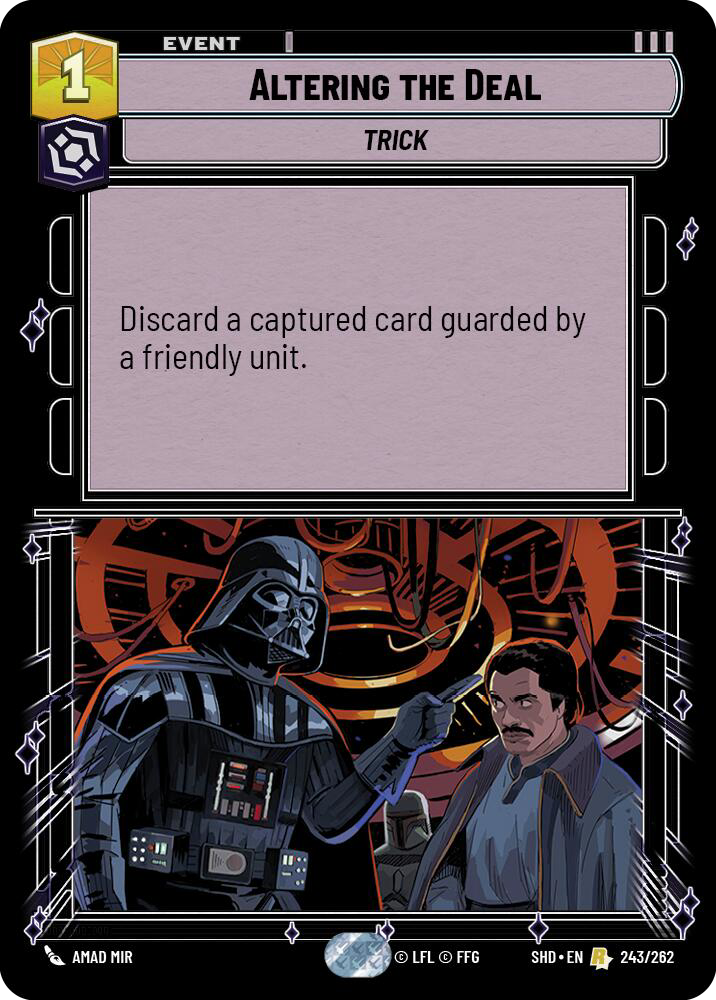 EVENT
1
ALTERING THE DEAL
TRICK
Discard a captured card guarded by
a friendly unit.
AMAD MIR
© LFL © FFG
SHD • EN
R
243/262